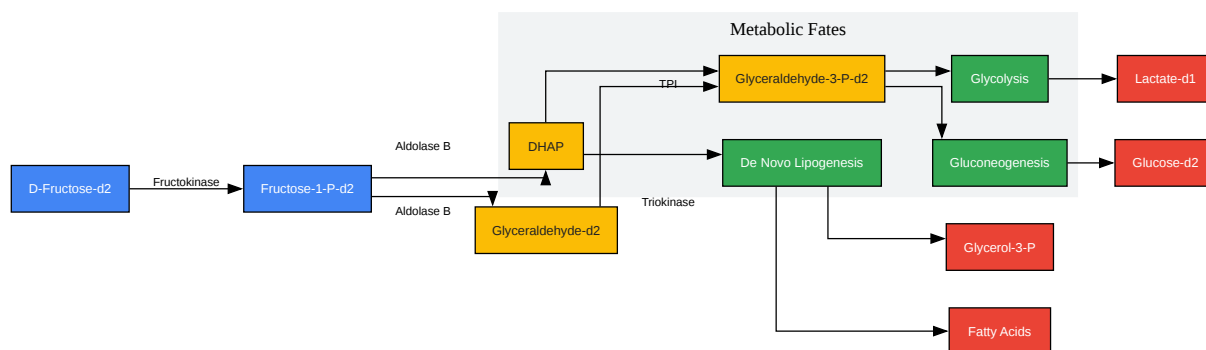 Metabolic Fates
Glyceraldehyde-3-P-d2
Glycolysis
Lactate-d1
TPI
DHAP
Aldolase B
De Novo Lipogenesis
Gluconeogenesis
Glucose-d2
D-Fructose-d2
Fructokinase
Fructose-1-P-d2
Aldolase B
Triokinase
Glyceraldehyde-d2
Glycerol-3-P
Fatty Acids